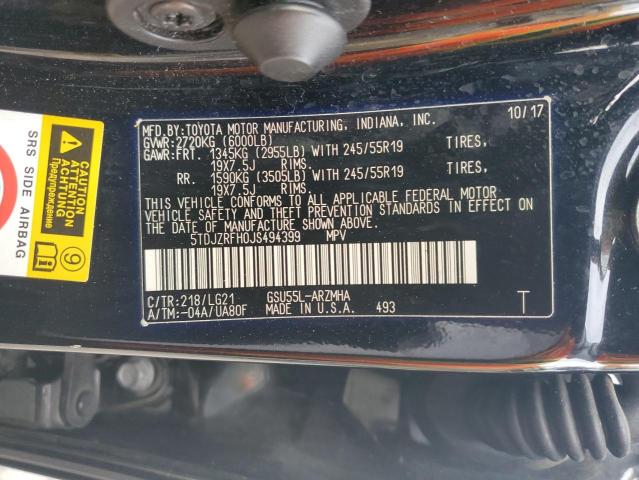 MFD.BY:TOYOTA MOTOR MANUFACTURING, INDIANA, INC. 10/17
GVWR:2720KG (6000LB)
GAWR:FRT. 1345KG (2955LB) WITH 245/55R19 TIRES,
19X7.5J RIMS.
RR. 1590KG (3505LB) WITH 245/55R19 TIRES,
19X7.5J RIMS.
THIS VEHICLE CONFORMS TO ALL APPLICABLE FEDERAL MOTOR
VEHICLE SAFETY AND THEFT PREVENTION STANDARDS IN EFFECT ON
THE DATE OF MANUFACTURE SHOWN ABOVE.
5TDJZRFH0JS494399 MPV
C/TR:218/LG21 GSU55L-ARZMHA
A/TM:-04A/UA80F MADE IN U.S.A. 493 T
SRS SIDE AIRBAG
CAUTION
ATTENTION
ACHTUNG
Предупреждение
9